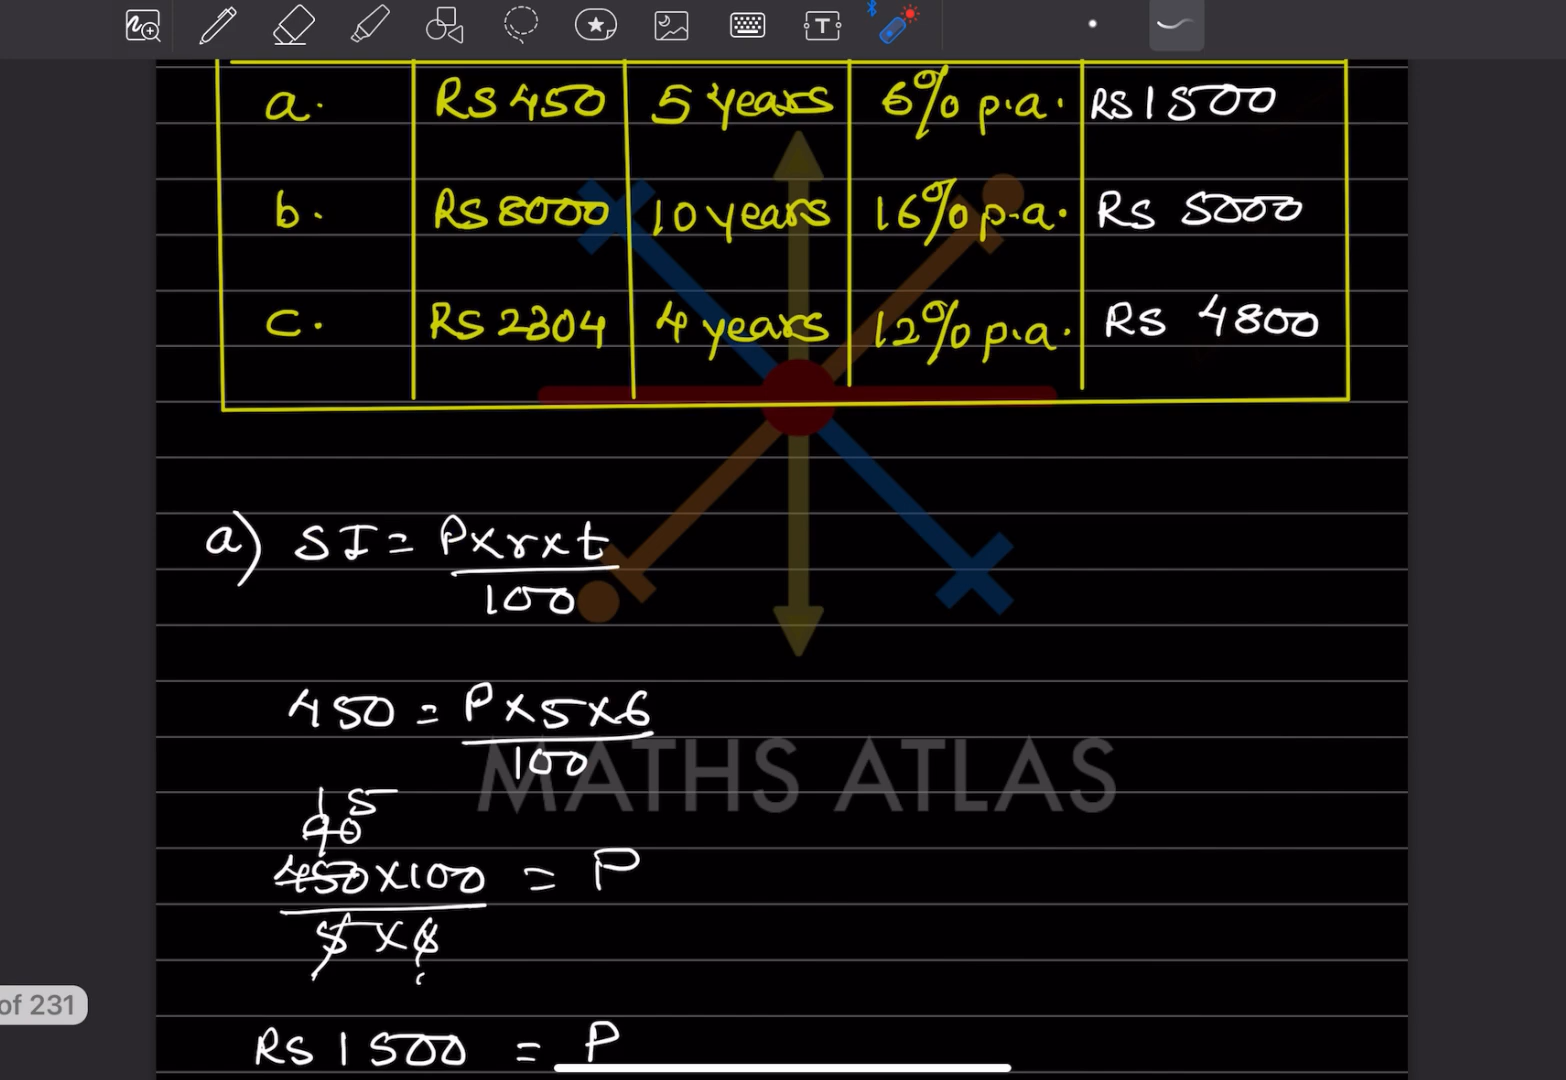 T
a. RS 450 5 years 6% p.a. RS 1500
b. RS 8000 10 years 16% p.a. RS 5000
c. RS 2304 4 years 12% p.a. RS 4800
a) SI = P×r×t
100
450 = P×5×6
100
15
90
450×100 = P
5×6
MATHS ATLAS
of 231
RS 1500 = P